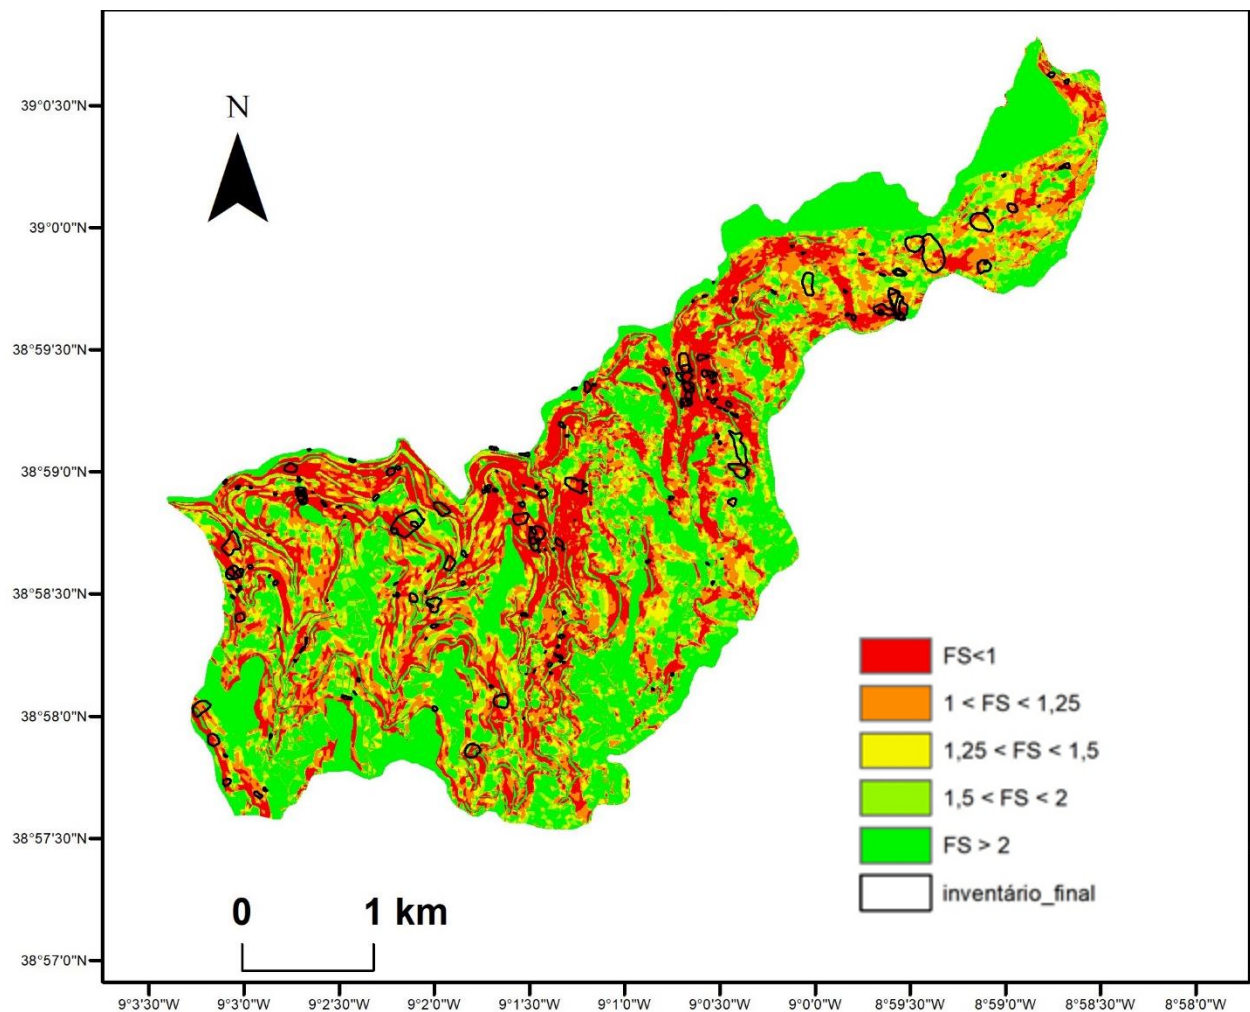 N
39°0'30"N
39°0'0"N
38°59'30"N
38°59'0"N
38°58'30"N
38°58'0"N
38°57'30"N
38°57'0"N
FS<1
1 < FS < 1,25
1,25 < FS < 1,5
1,5 < FS < 2
FS > 2
inventário_final
0 1 km
9°3'30"W 9°3'0"W 9°2'30"W 9°2'0"W 9°1'30"W 9°1'0"W 9°0'30"W 9°0'0"W 8°59'30"W 8°59'0"W 8°58'30"W 8°58'0"W